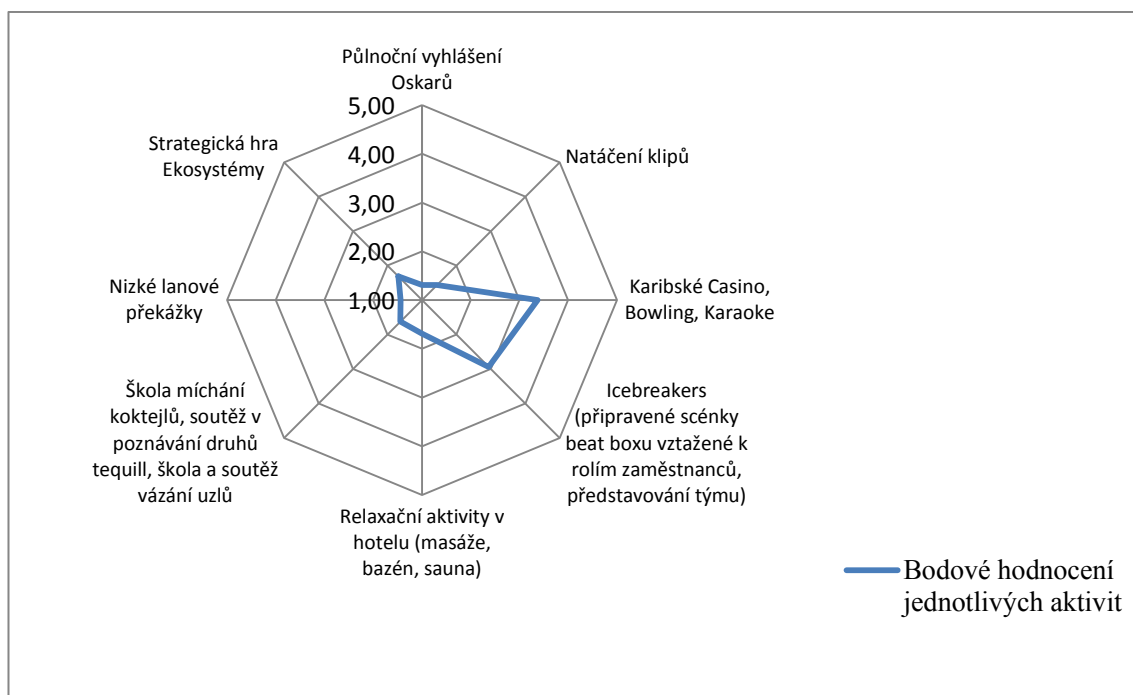 Půlnoční vyhlášení
Oskarů
5,00
4,00
3,00
2,00
1,00
Natáčení klipů
Karibské Casino,
Bowling, Karaoke
Icebreakers
(připravené scénky
beat boxu vztažené k
rolím zaměstnanců,
představování týmu)
Relaxační aktivity v
hotelu (masáže,
bazén, sauna)
Škola míchání
koktejlů, soutěž v
poznávání druhů
tequill, škola a soutěž
vázání uzlů
Nizké lanové
překážky
Strategická hra
Ekosystémy
Bodové hodnocení
jednotlivých aktivit